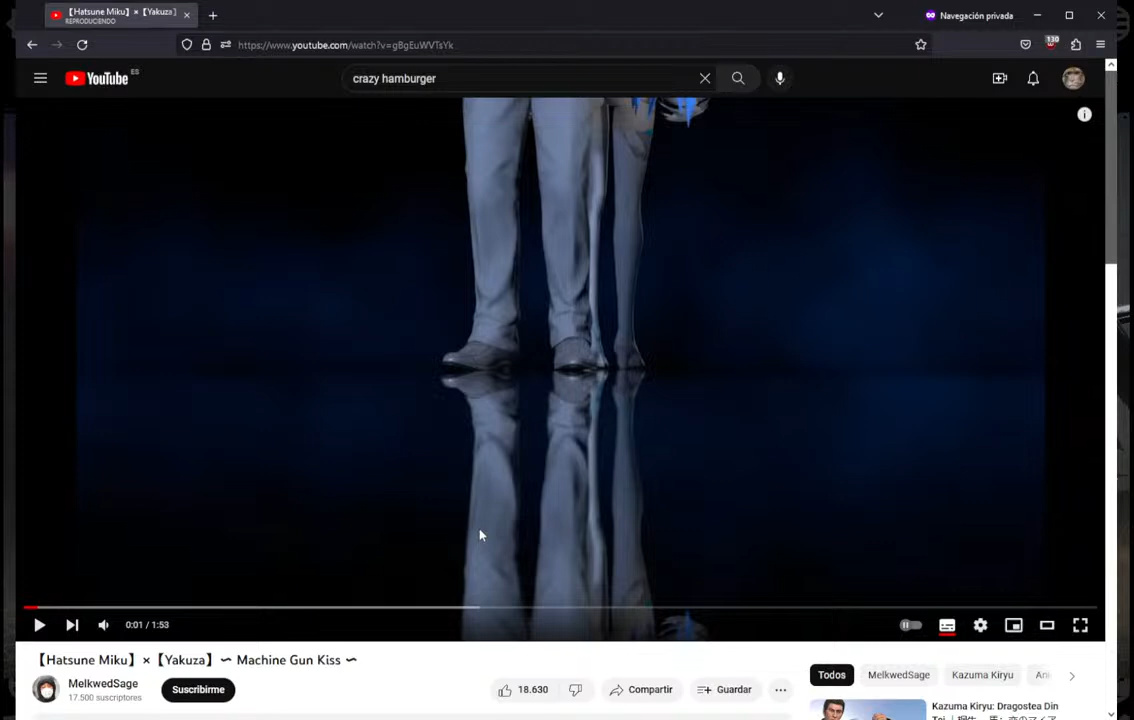 【Hatsune Miku】×【Yakuza】
REPRODUCIENDO
Navegación privada
https://www.youtube.com/watch?v=gBgEuWVTsYk
130
YouTube ES
crazy hamburger
0:01 / 1:53
【Hatsune Miku】×【Yakuza】 ∽ Machine Gun Kiss ∽
MelkwedSage
17.500 suscriptores
Suscribirme
18.630
Compartir
Guardar
Todos
MelkwedSage
Kazuma Kiryu
Kazuma Kiryu: Dragostea Din